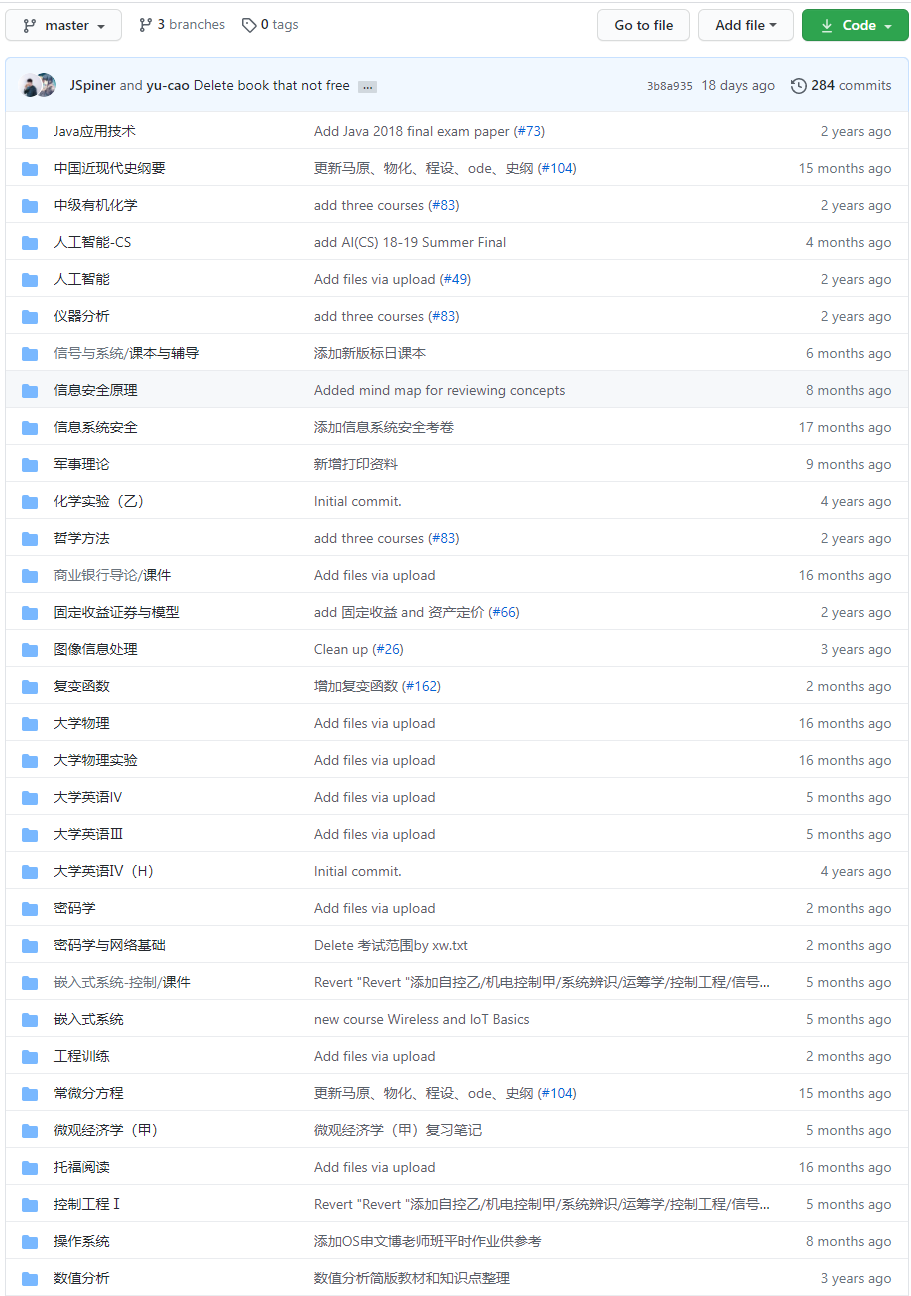 master 3 branches 0 tags Go to file Add file Code
JSpiner and yu-cao Delete book that not free ... 3b8a935 18 days ago 284 commits
Java应用技术 Add Java 2018 final exam paper (#73) 2 years ago
中国近现代史纲要 更新马原、物化、程设、ode、史纲 (#104) 15 months ago
中级有机化学 add three courses (#83) 2 years ago
人工智能-CS add AI(CS) 18-19 Summer Final 4 months ago
人工智能 Add files via upload (#49) 2 years ago
仪器分析 add three courses (#83) 2 years ago
信号与系统/课本与辅导 添加新版标日课本 6 months ago
信息安全原理 Added mind map for reviewing concepts 8 months ago
信息系统安全 添加信息系统安全考卷 17 months ago
军事理论 新增打印资料 9 months ago
化学实验（乙） Initial commit. 4 years ago
哲学方法 add three courses (#83) 2 years ago
商业银行导论/课件 Add files via upload 16 months ago
固定收益证券与模型 add 固定收益 and 资产定价 (#66) 2 years ago
图像信息处理 Clean up (#26) 3 years ago
复变函数 增加复变函数 (#162) 2 months ago
大学物理 Add files via upload 16 months ago
大学物理实验 Add files via upload 16 months ago
大学英语IV Add files via upload 5 months ago
大学英语Ⅲ Add files via upload 5 months ago
大学英语Ⅳ（H） Initial commit. 4 years ago
密码学 Add files via upload 2 months ago
密码学与网络基础 Delete 考试范围by xw.txt 2 months ago
嵌入式系统-控制/课件 Revert "Revert "添加自控乙/机电控制甲/系统辨识/运筹学/控制工程/信号... 5 months ago
嵌入式系统 new course Wireless and IoT Basics 5 months ago
工程训练 Add files via upload 2 months ago
常微分方程 更新马原、物化、程设、ode、史纲 (#104) 15 months ago
微观经济学（甲） 微观经济学（甲）复习笔记 5 months ago
托福阅读 Add files via upload 16 months ago
控制工程Ⅰ Revert "Revert "添加自控乙/机电控制甲/系统辨识/运筹学/控制工程/信号... 5 months ago
操作系统 添加OS申文博老师班平时作业供参考 8 months ago
数值分析 数值分析简版教材和知识点整理 3 years ago